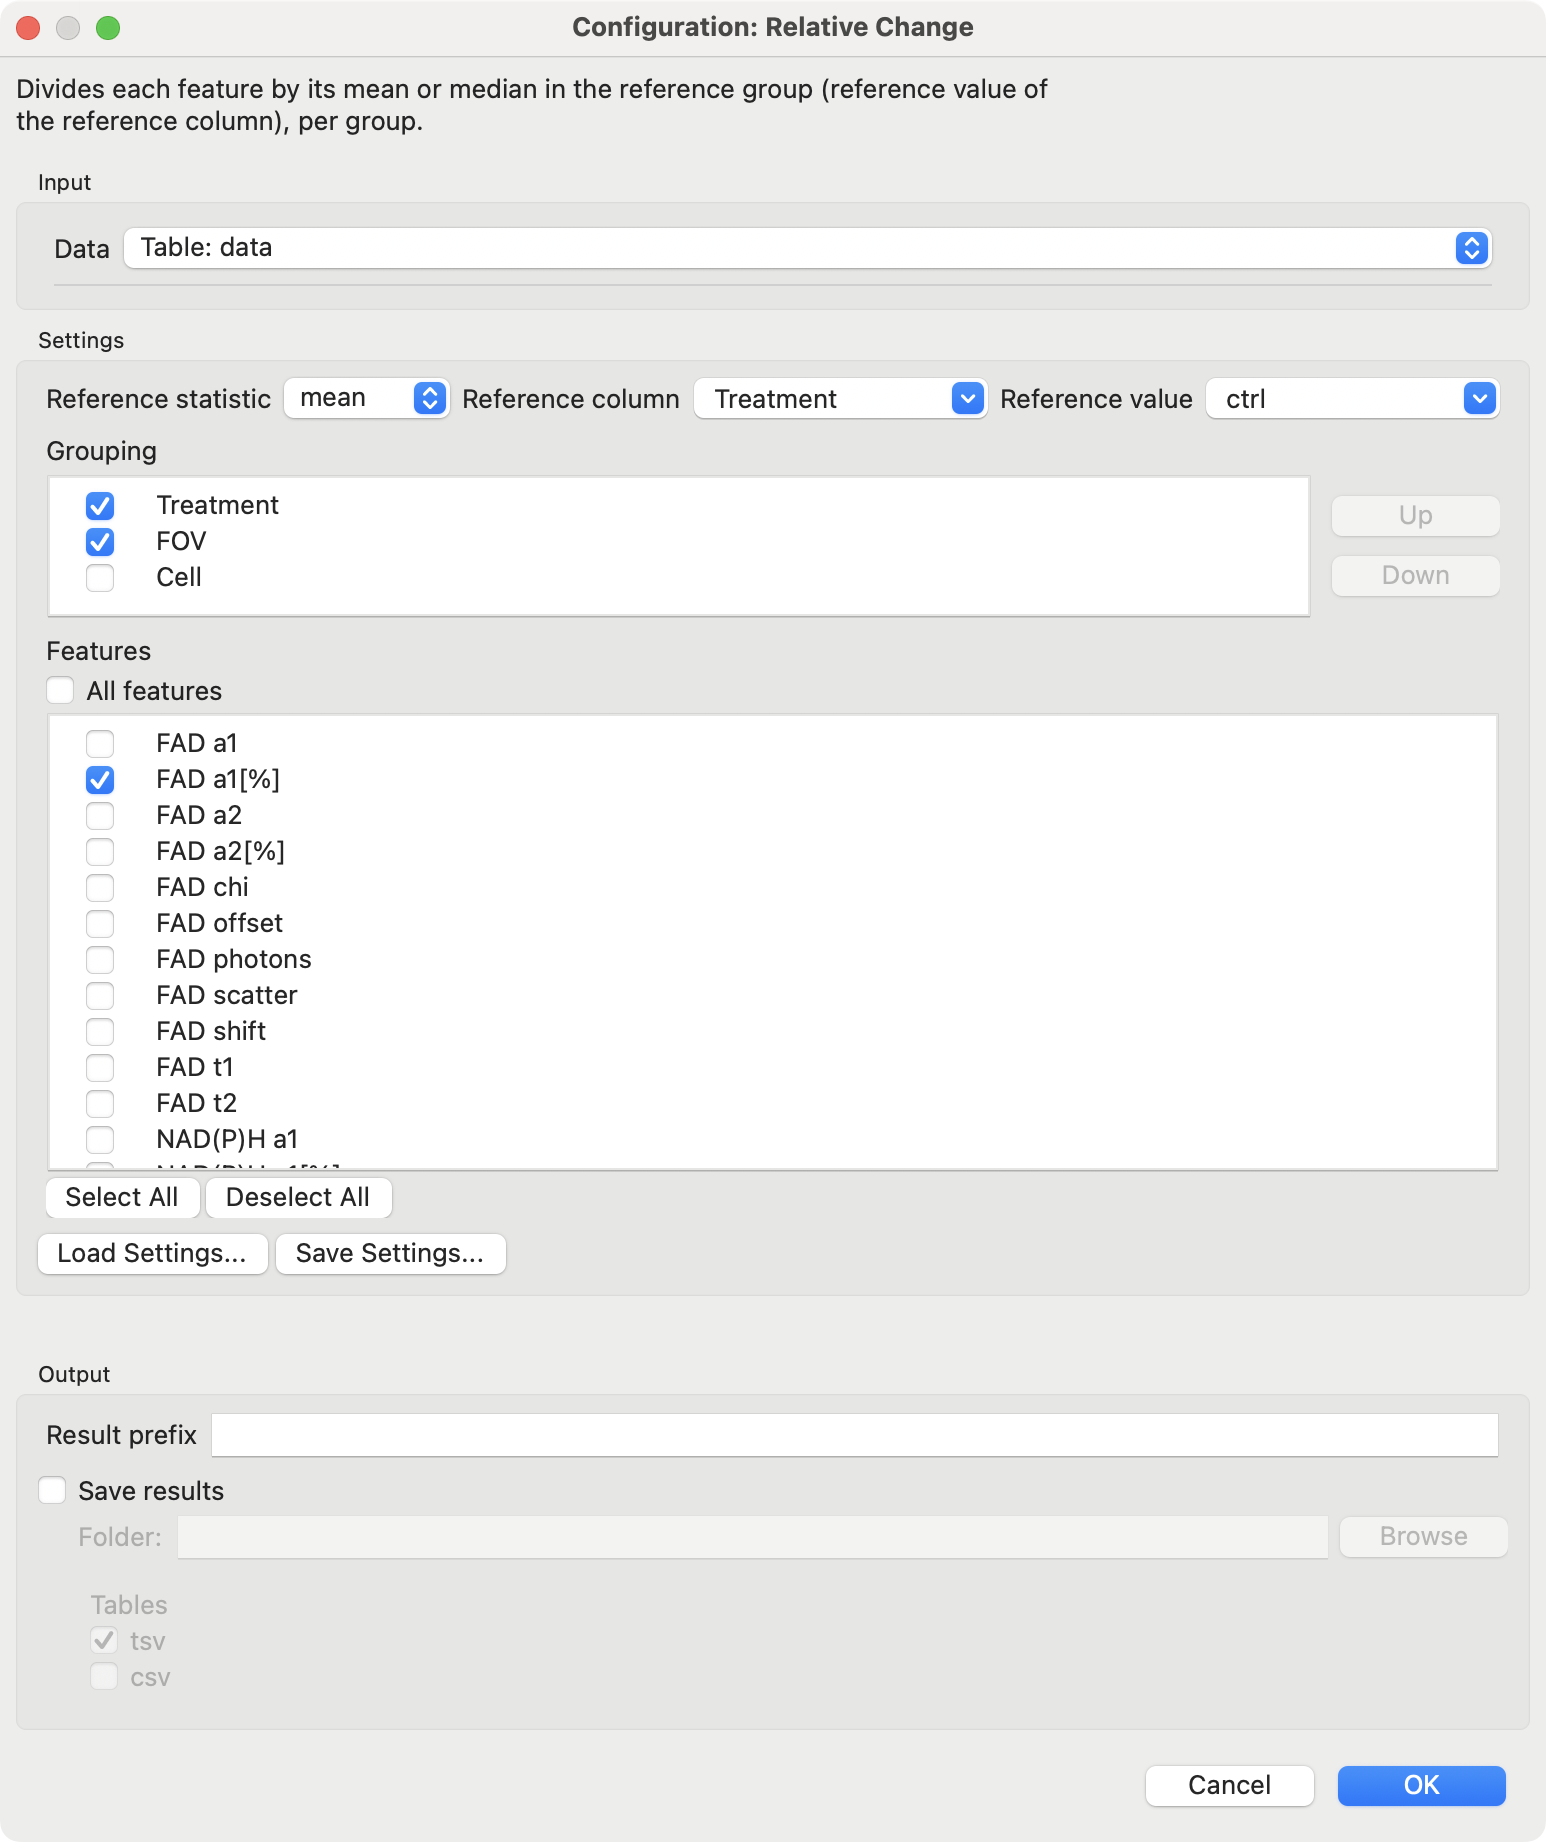 Configuration: Relative Change
Divides each feature by its mean or median in the reference group (reference value of
the reference column), per group.
Input
Data Table: data
Settings
Reference statistic mean Reference column Treatment Reference value ctrl
Grouping
Treatment
FOV
Cell
Up
Down
Features
All features
FAD a1
FAD a1[%]
FAD a2
FAD a2[%]
FAD chi
FAD offset
FAD photons
FAD scatter
FAD shift
FAD t1
FAD t2
NAD(P)H a1
Select All Deselect All
Load Settings... Save Settings...
Output
Result prefix
Save results
Folder: Browse
Tables
tsv
csv
Cancel OK